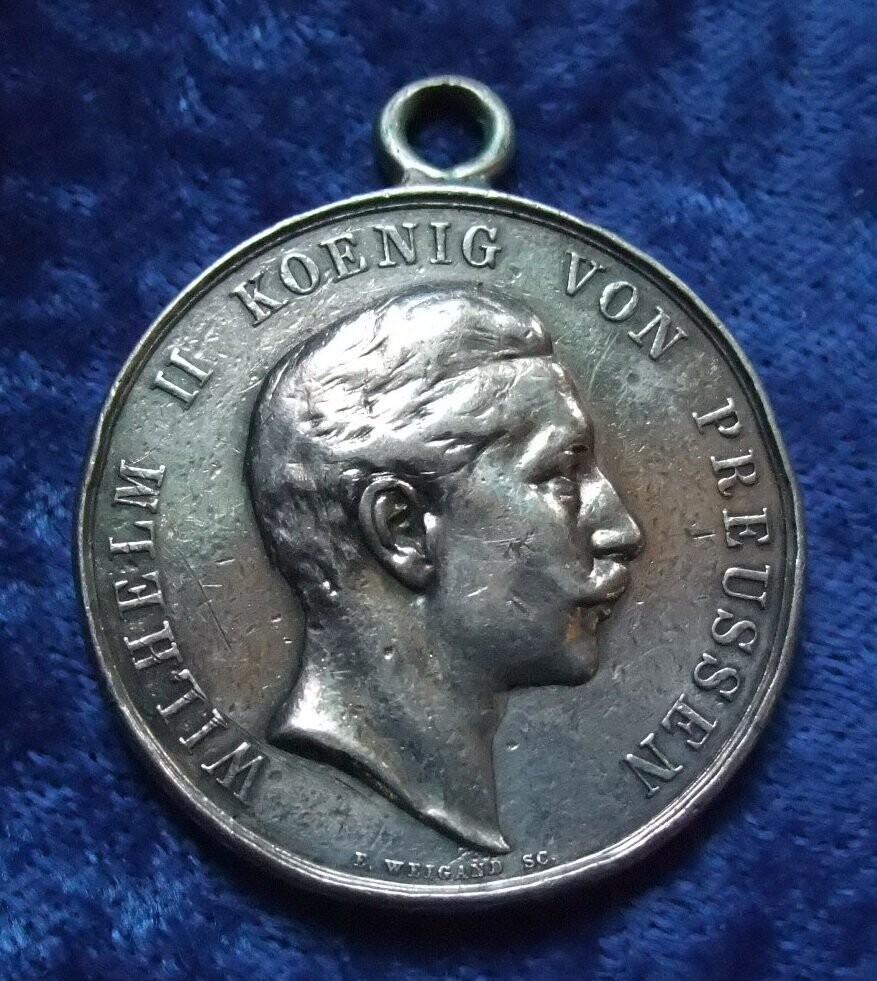 WILHELM II KOENIG VON PREUSSEN
E. WEIGAND SC.